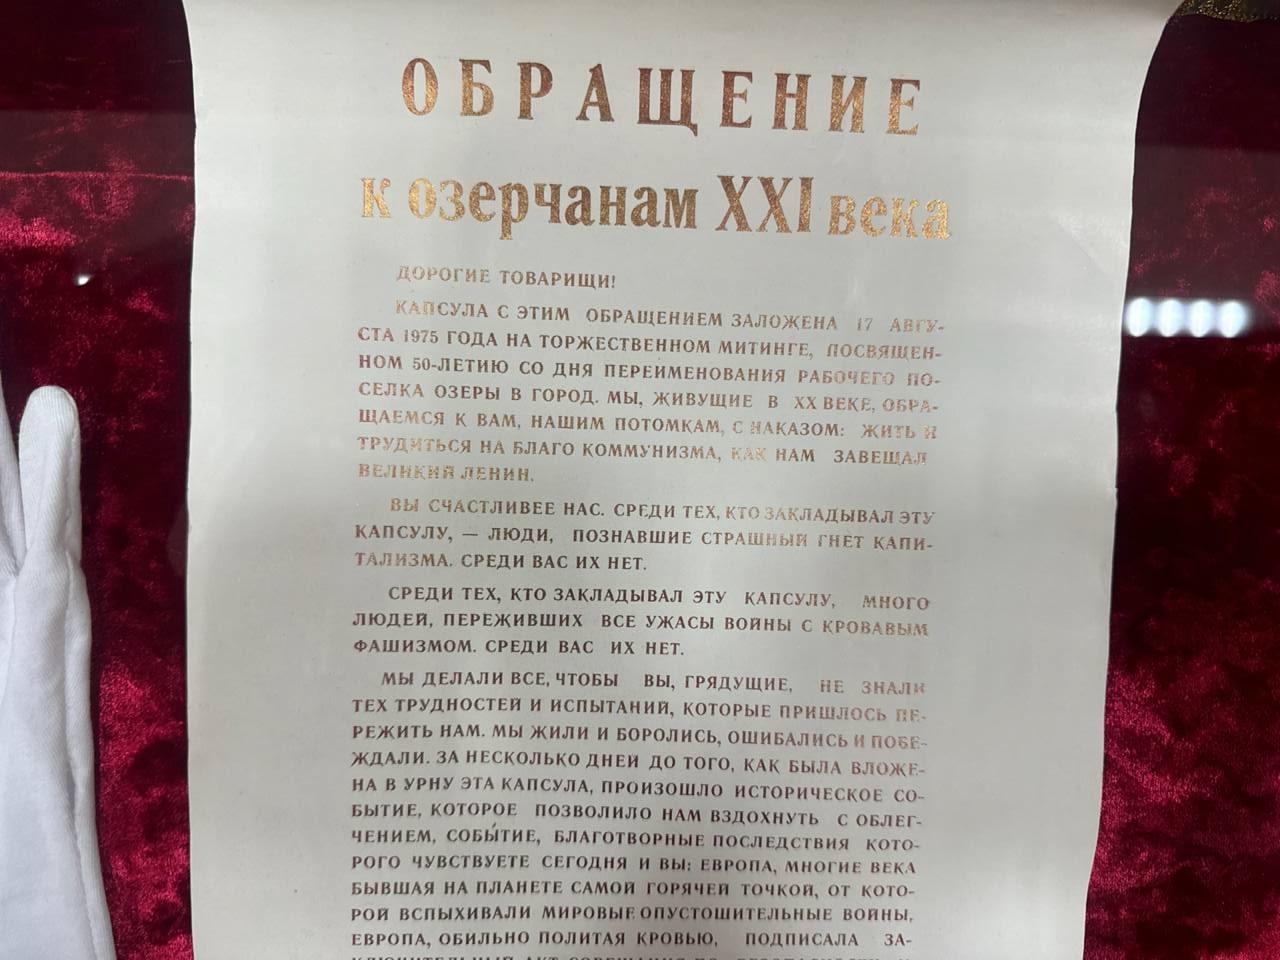 ОБРАЩЕНИЕ
к озерчанам XXI века
ДОРОГИЕ ТОВАРИЩИ!
КАПСУЛА С ЭТИМ ОБРАЩЕНИЕМ ЗАЛОЖЕНА 17 АВГУ-
СТА 1975 ГОДА НА ТОРЖЕСТВЕННОМ МИТИНГЕ, ПОСВЯЩЕН-
НОМ 50-ЛЕТИЮ СО ДНЯ ПЕРЕИМЕНОВАНИЯ РАБОЧЕГО ПО-
СЕЛКА ОЗЕРЫ В ГОРОД. МЫ, ЖИВУЩИЕ В XX ВЕКЕ, ОБРА-
ЩАЕМСЯ К ВАМ, НАШИМ ПОТОМКАМ, С НАКАЗОМ: ЖИТЬ И
ТРУДИТЬСЯ НА БЛАГО КОММУНИЗМА, КАК НАМ ЗАВЕЩАЛ
ВЕЛИКИЙ ЛЕНИН.
ВЫ СЧАСТЛИВЕЕ НАС. СРЕДИ ТЕХ, КТО ЗАКЛАДЫВАЛ ЭТУ
КАПСУЛУ, — ЛЮДИ, ПОЗНАВШИЕ СТРАШНЫЙ ГНЕТ КАПИ-
ТАЛИЗМА. СРЕДИ ВАС ИХ НЕТ.
СРЕДИ ТЕХ, КТО ЗАКЛАДЫВАЛ ЭТУ КАПСУЛУ, МНОГО
ЛЮДЕЙ, ПЕРЕЖИВШИХ ВСЕ УЖАСЫ ВОЙНЫ С КРОВАВЫМ
ФАШИЗМОМ. СРЕДИ ВАС ИХ НЕТ.
МЫ ДЕЛАЛИ ВСЕ, ЧТОБЫ ВЫ, ГРЯДУЩИЕ, НЕ ЗНАЛИ
ТЕХ ТРУДНОСТЕЙ И ИСПЫТАНИЙ, КОТОРЫЕ ПРИШЛОСЬ ПЕ-
РЕЖИТЬ НАМ. МЫ ЖИЛИ И БОРОЛИСЬ, ОШИБАЛИСЬ И ПОБЕ-
ЖДАЛИ. ЗА НЕСКОЛЬКО ДНЕЙ ДО ТОГО, КАК БЫЛА ВЛОЖЕ-
НА В УРНУ ЭТА КАПСУЛА, ПРОИЗОШЛО ИСТОРИЧЕСКОЕ СО-
БЫТИЕ, КОТОРОЕ ПОЗВОЛИЛО НАМ ВЗДОХНУТЬ С ОБЛЕГ-
ЧЕНИЕМ, СОБЫТИЕ, БЛАГОТВОРНЫЕ ПОСЛЕДСТВИЯ КОТО-
РОГО ЧУВСТВУЕТЕ СЕГОДНЯ И ВЫ: ЕВРОПА, МНОГИЕ ВЕКА
БЫВШАЯ НА ПЛАНЕТЕ САМОЙ ГОРЯЧЕЙ ТОЧКОЙ, ОТ КОТО-
РОЙ ВСПЫХИВАЛИ МИРОВЫЕ ОПУСТОШИТЕЛЬНЫЕ ВОЙНЫ,
ЕВРОПА, ОБИЛЬНО ПОЛИТАЯ КРОВЬЮ, ПОДПИСАЛА ЗА-